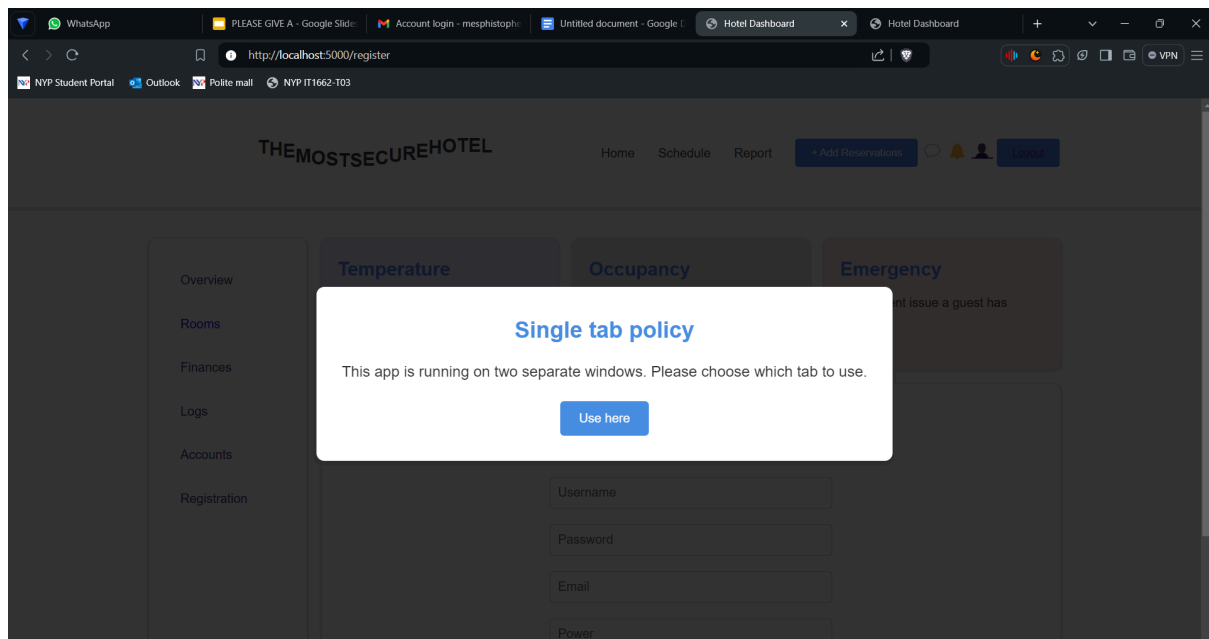 WhatsApp
PLEASE GIVE A - Google Slide
Account login - mesphistophe
Untitled document - Google D
Hotel Dashboard
Hotel Dashboard
http://localhost:5000/register
VPN
NYP Student Portal
Outlook
Polite mall
NYP IT1662-T03
THEMOSTSECUREHOTEL
Home
Schedule
Report
+ Add Reservations
Logout
Overview
Rooms
Finances
Logs
Accounts
Registration
Temperature
Occupancy
Emergency
nt issue a guest has
Single tab policy
This app is running on two separate windows. Please choose which tab to use.
Use here
Username
Password
Email
Power